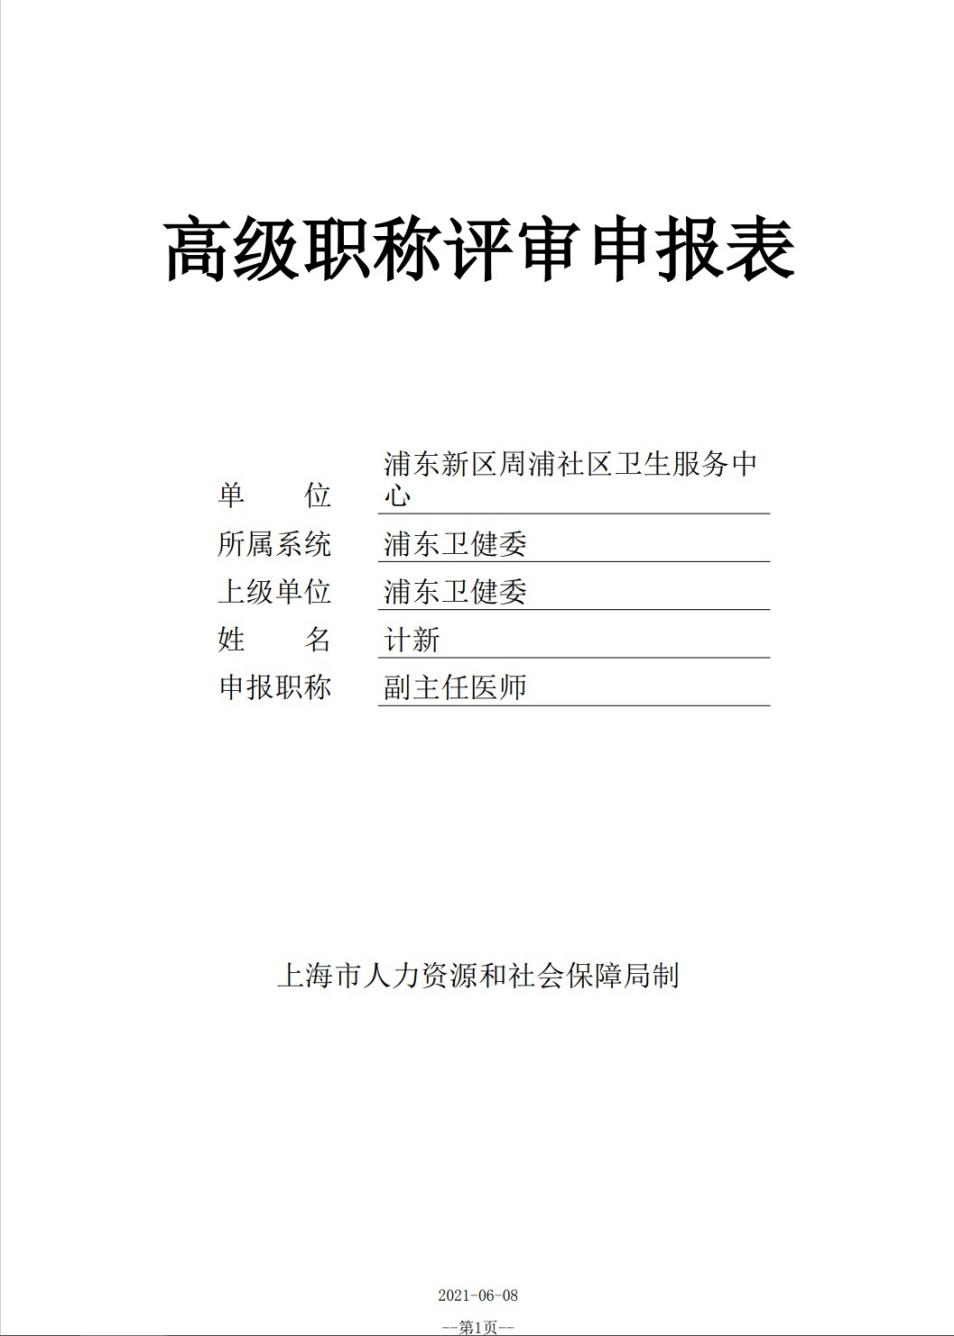 高级职称评审申报表
浦东新区周浦社区卫生服务中
单 位 心
所属系统 浦东卫健委
上级单位 浦东卫健委
姓 名 计新
申报职称 副主任医师
上海市人力资源和社会保障局制
2021-06-08
--第1页--